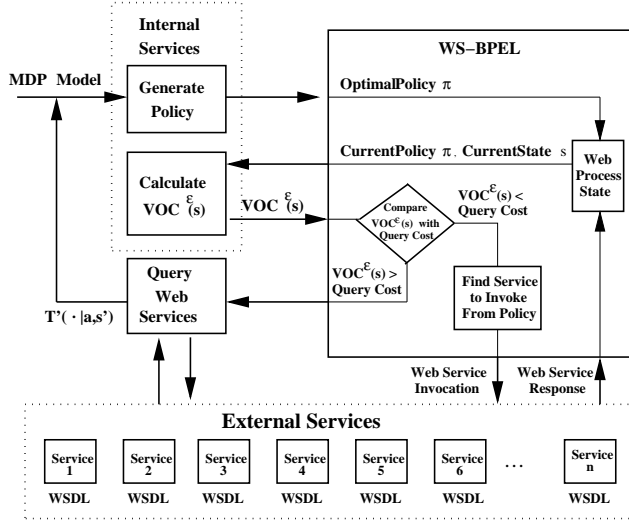 Internal
Services
WS-BPEL
MDP Model
Generate
Policy
OptimalPolicy π
CurrentPolicy π, CurrentState s
Web
Process
State
Calculate
VOC^ε(s)
VOC^ε(s)
Compare
VOC^ε(s) with
Query Cost
VOC^ε(s)<
Query Cost
VOC^ε(s)>
Query Cost
Query
Web
Services
Find Service
to Invoke
From Policy
T'( · |a,s')
Web Service
Invocation
Web Service
Response
External Services
Service
1
Service
2
Service
3
Service
4
Service
5
Service
6
...
Service
n
WSDL
WSDL
WSDL
WSDL
WSDL
WSDL
WSDL